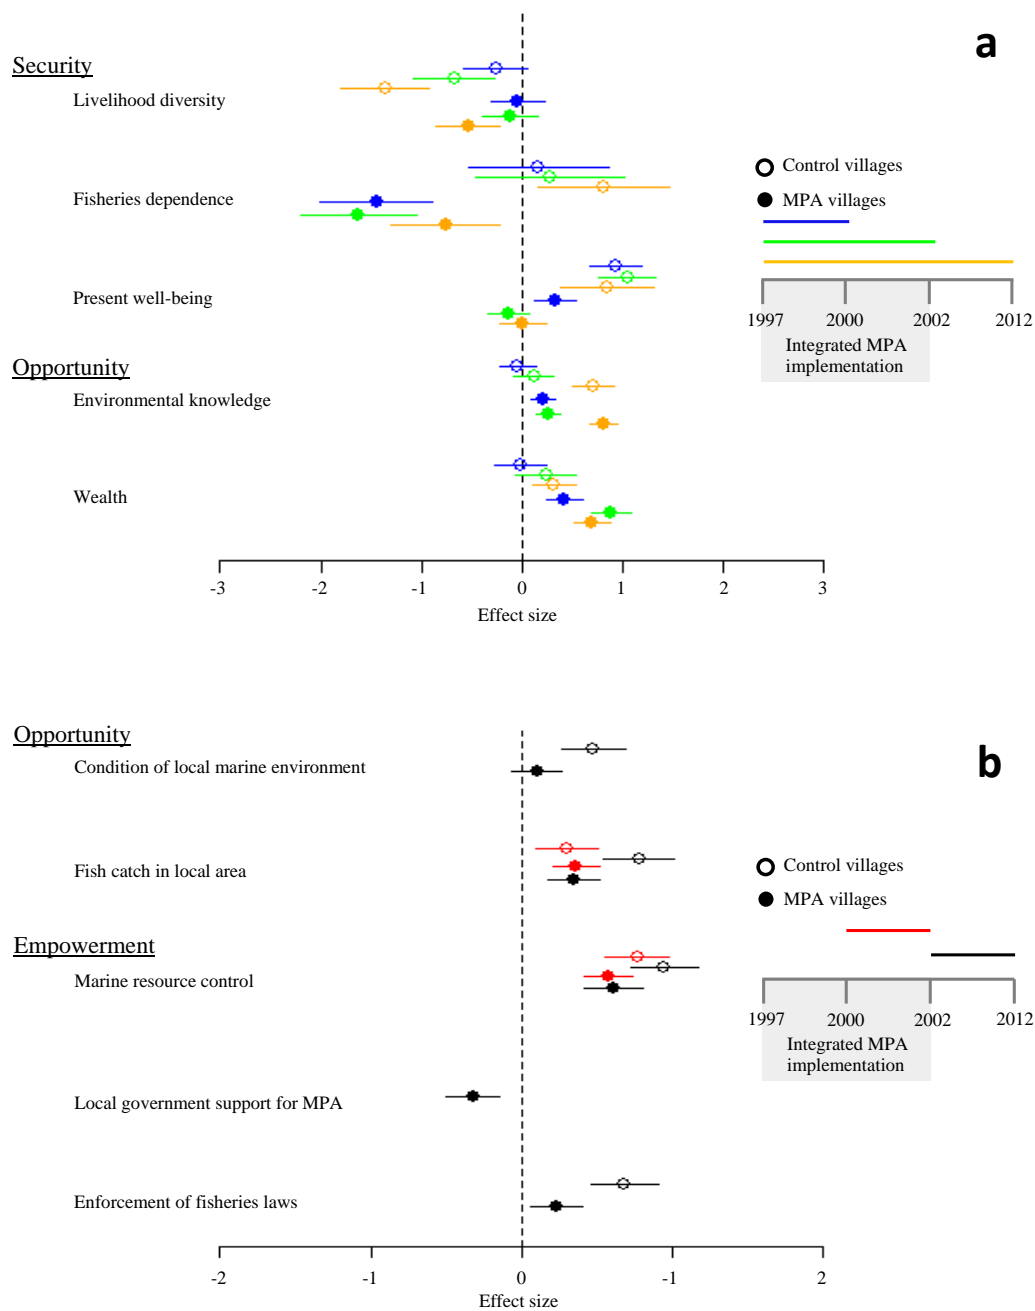 a
Security
Livelihood diversity
Fisheries dependence
Present well-being
Opportunity
Environmental knowledge
Wealth
Control villages
MPA villages
1997 2000 2002 2012
Integrated MPA
implementation
-3 -2 -1 0 1 2 3
Effect size
b
Opportunity
Condition of local marine environment
Fish catch in local area
Empowerment
Marine resource control
Local government support for MPA
Enforcement of fisheries laws
Control villages
MPA villages
1997 2000 2002 2012
Integrated MPA
implementation
-2 -1 0 -1 2
Effect size